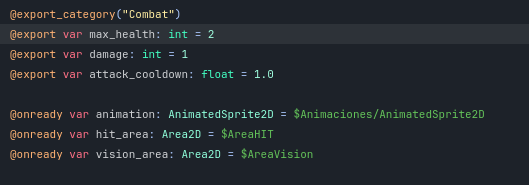 @export_category("Combat")
@export var max_health: int = 2
@export var damage: int = 1
@export var attack_cooldown: float = 1.0
@onready var animation: AnimatedSprite2D = $Animaciones/AnimatedSprite2D
@onready var hit_area: Area2D = $AreaHIT
@onready var vision_area: Area2D = $AreaVision